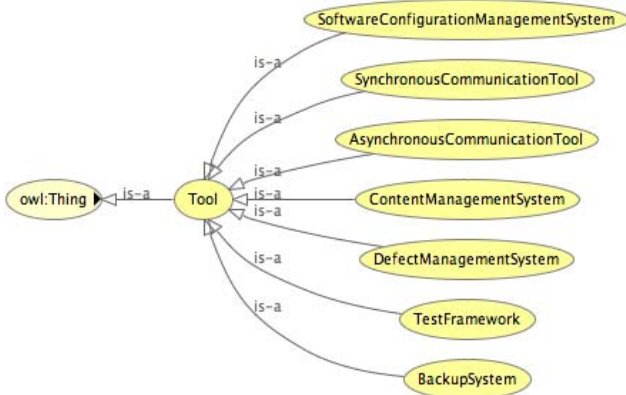 SoftwareConfigurationManagementSystem
is-a
SynchronousCommunicationTool
is-a
AsynchronousCommunicationTool
is-a
owl:Thing is-a Tool is-a ContentManagementSystem
is-a
DefectManagementSystem
is-a
TestFramework
is-a
BackupSystem